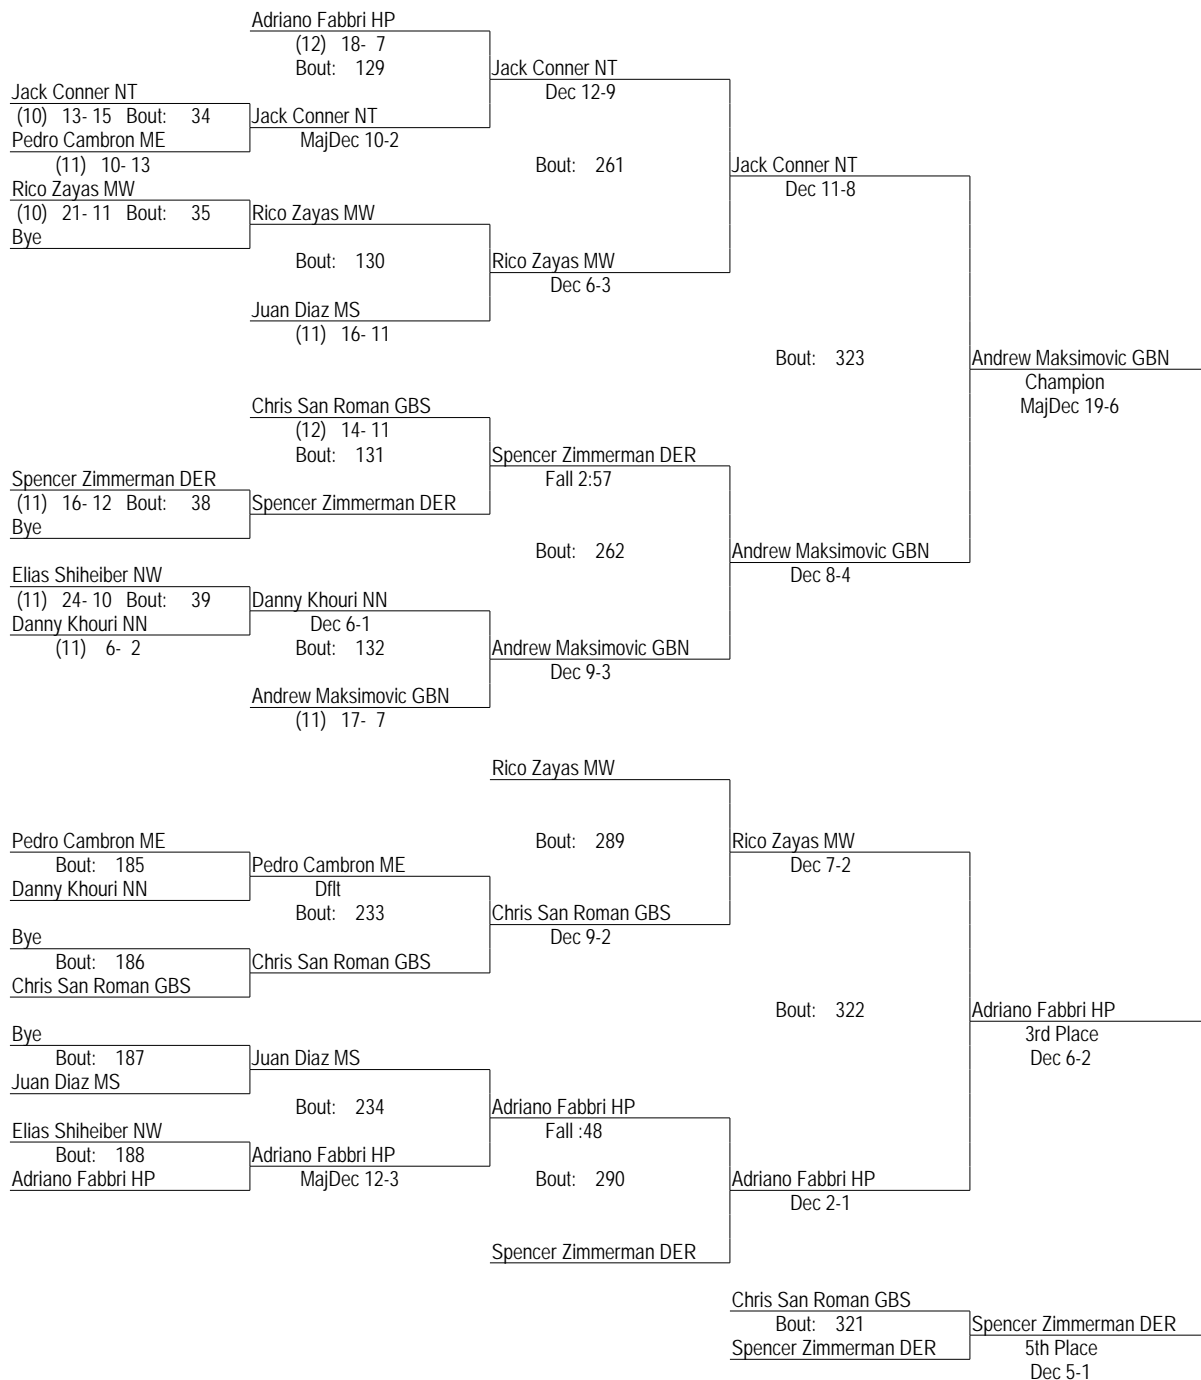 Adriano Fabbri HP
(12) 18- 7
Bout: 129
Jack Conner NT
Dec 12-9
Jack Conner NT
(10) 13- 15 Bout: 34
Jack Conner NT
Pedro Cambron ME
MajDec 10-2
(11) 10- 13
Bout: 261
Jack Conner NT
Dec 11-8
Rico Zayas MW
(10) 21- 11 Bout: 35
Rico Zayas MW
Bye
Bout: 130
Rico Zayas MW
Dec 6-3
Juan Diaz MS
(11) 16- 11
Bout: 323
Andrew Maksimovic GBN
Champion
MajDec 19-6
Chris San Roman GBS
(12) 14- 11
Bout: 131
Spencer Zimmerman DER
Fall 2:57
Spencer Zimmerman DER
(11) 16- 12 Bout: 38
Spencer Zimmerman DER
Bye
Bout: 262
Andrew Maksimovic GBN
Dec 8-4
Elias Shiheiber NW
(11) 24- 10 Bout: 39
Danny Khouri NN
Danny Khouri NN
Dec 6-1
(11) 6- 2
Bout: 132
Andrew Maksimovic GBN
Dec 9-3
Andrew Maksimovic GBN
(11) 17- 7
Rico Zayas MW
Bout: 289
Rico Zayas MW
Dec 7-2
Pedro Cambron ME
Bout: 185
Pedro Cambron ME
Danny Khouri NN
Dflt
Bout: 233
Chris San Roman GBS
Dec 9-2
Bye
Bout: 186
Chris San Roman GBS
Chris San Roman GBS
Bout: 322
Adriano Fabbri HP
3rd Place
Dec 6-2
Bye
Bout: 187
Juan Diaz MS
Juan Diaz MS
Bout: 234
Adriano Fabbri HP
Fall :48
Elias Shiheiber NW
Bout: 188
Adriano Fabbri HP
Adriano Fabbri HP
MajDec 12-3
Bout: 290
Adriano Fabbri HP
Dec 2-1
Spencer Zimmerman DER
Chris San Roman GBS
Bout: 321
Spencer Zimmerman DER
Spencer Zimmerman DER
5th Place
Dec 5-1